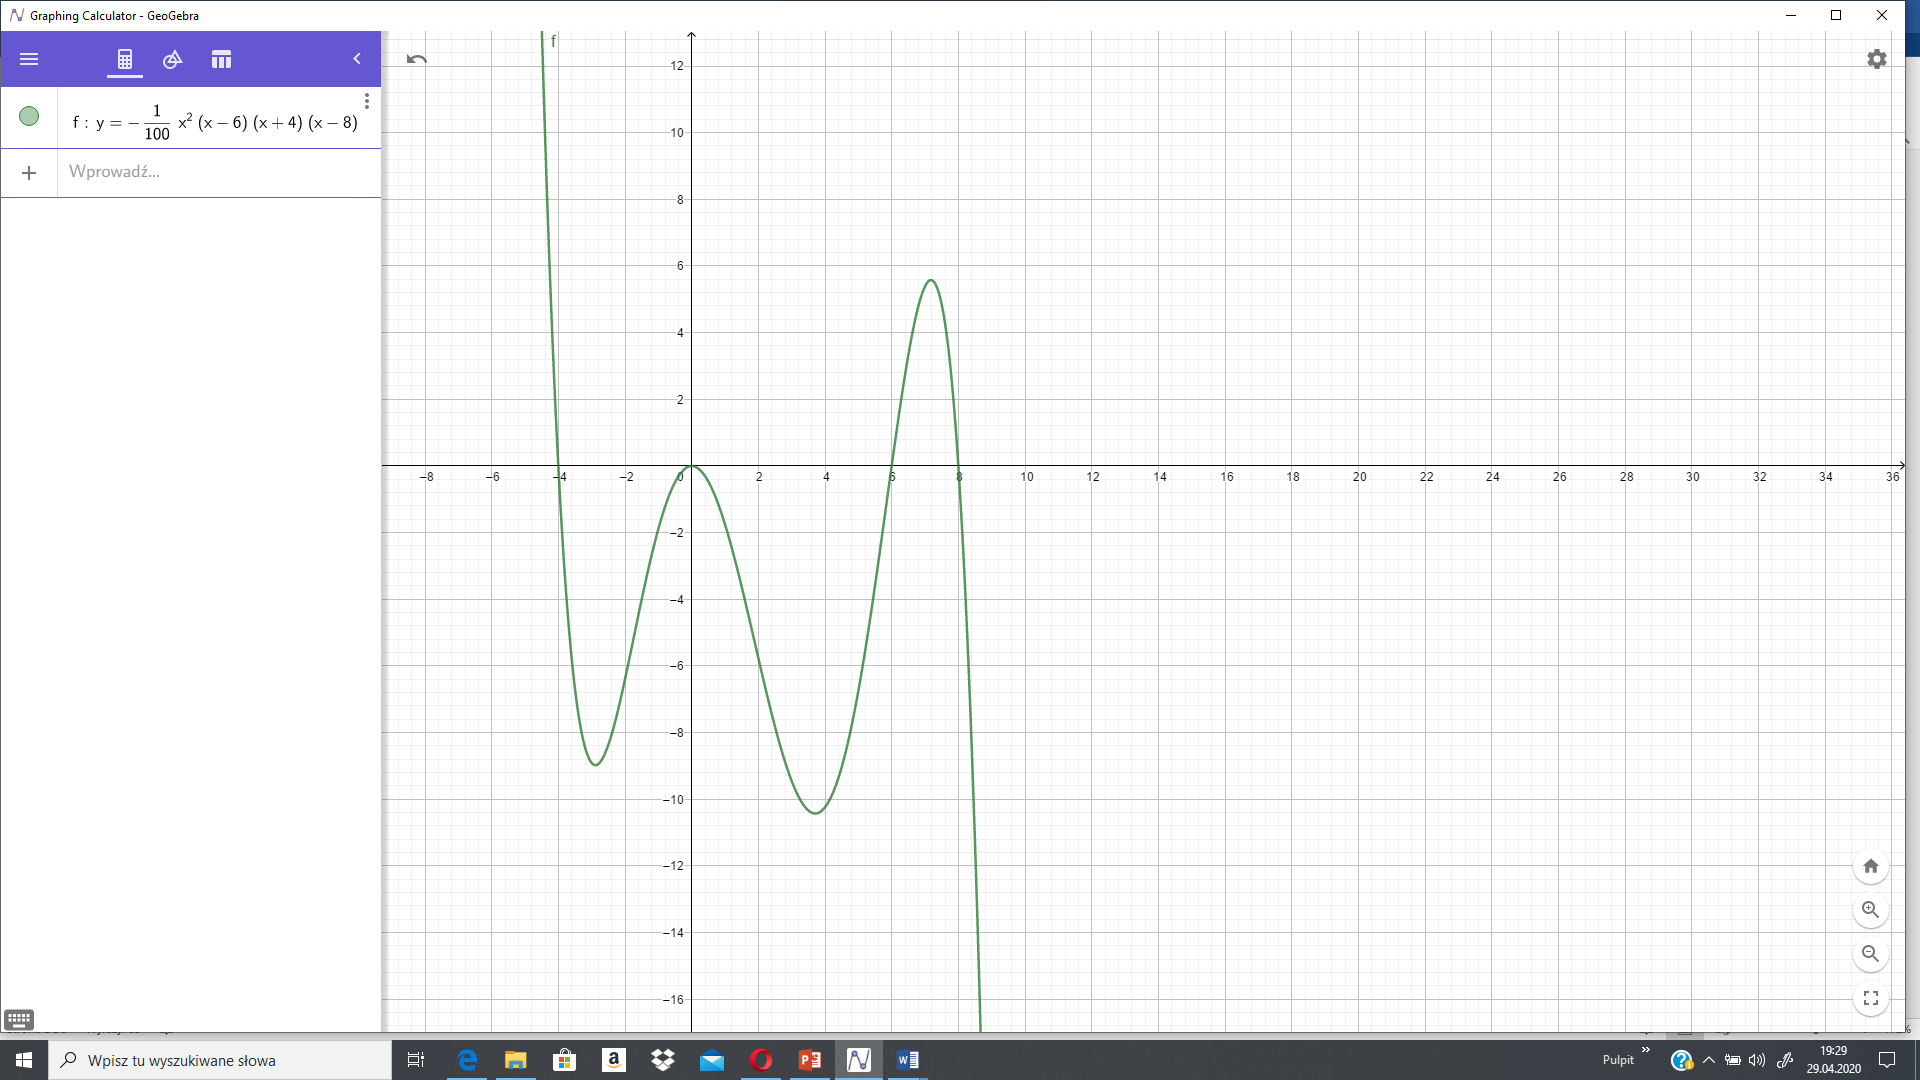 Graphing Calculator - GeoGebra
f : y = − 1/100 x² (x − 6) (x + 4) (x − 8)
Wprowadź...
f
12
10
8
6
4
2
−8 −6 −4 −2 0 2 4 6 8 10 12 14 16 18 20 22 24 26 28 30 32 34 36
−2
−4
−6
−8
−10
−12
−14
−16
Wpisz tu wyszukiwane słowa
Pulpit
19:29
29.04.2020